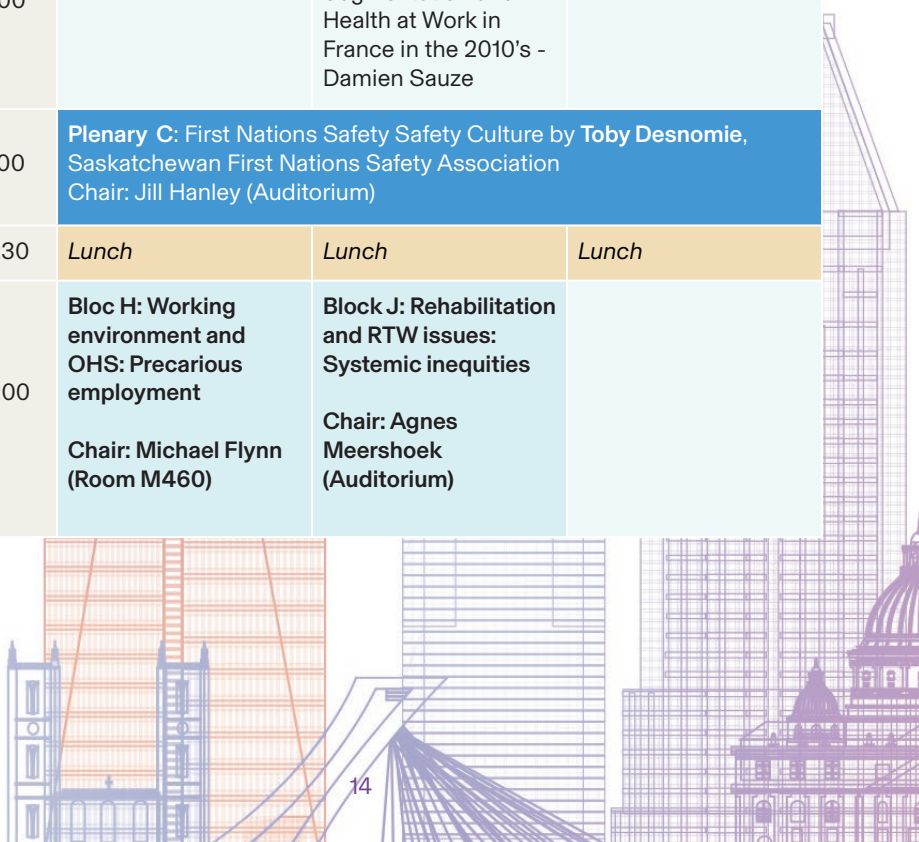 00
Health at Work in
France in the 2010's -
Damien Sauze
00
Plenary C: First Nations Safety Safety Culture by Toby Desnomie,
Saskatchewan First Nations Safety Association
Chair: Jill Hanley (Auditorium)
30
Lunch
Lunch
Lunch
00
Bloc H: Working
environment and
OHS: Precarious
employment
Chair: Michael Flynn
(Room M460)
Block J: Rehabilitation
and RTW issues:
Systemic inequities
Chair: Agnes
Meershoek
(Auditorium)
14